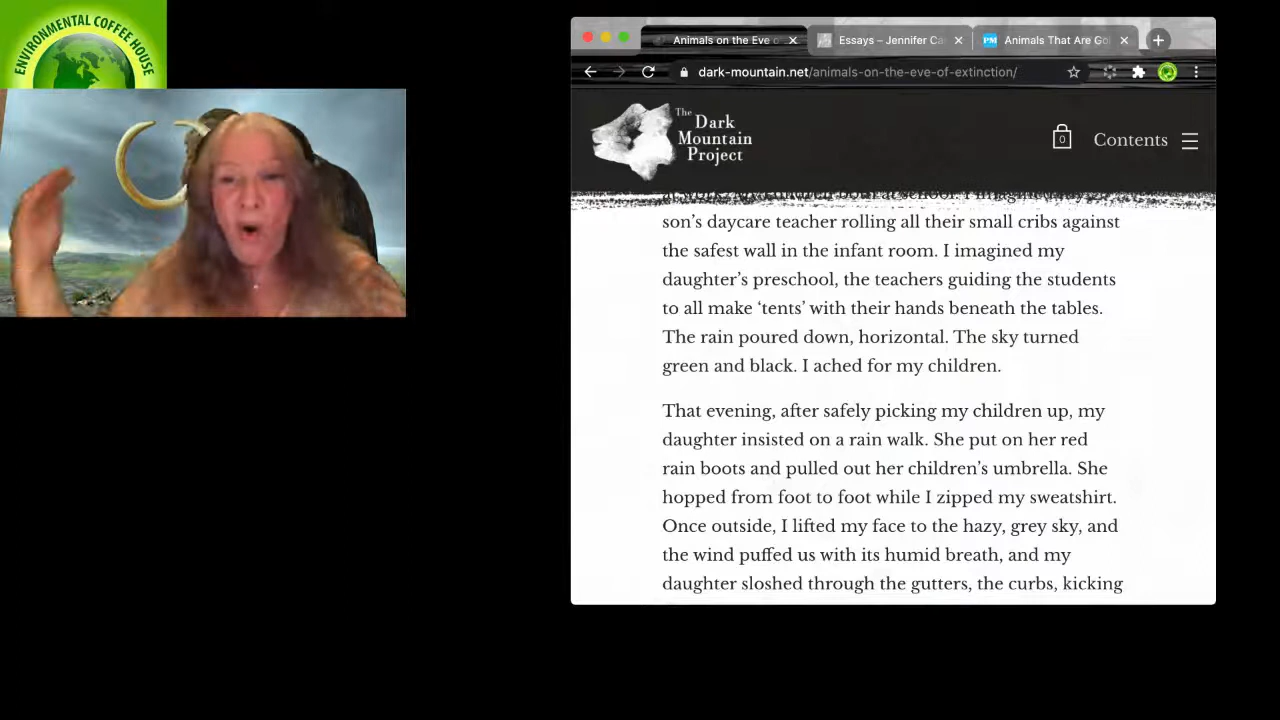 ENVIRONMENTAL COFFEE HOUSE
Animals on the Eve
Essays – Jennifer Ca
Animals That Are Go
dark-mountain.net/animals-on-the-eve-of-extinction/
The
Dark
Mountain
Project
0
Contents
son’s daycare teacher rolling all their small cribs against
the safest wall in the infant room. I imagined my
daughter’s preschool, the teachers guiding the students
to all make ‘tents’ with their hands beneath the tables.
The rain poured down, horizontal. The sky turned
green and black. I ached for my children.
That evening, after safely picking my children up, my
daughter insisted on a rain walk. She put on her red
rain boots and pulled out her children’s umbrella. She
hopped from foot to foot while I zipped my sweatshirt.
Once outside, I lifted my face to the hazy, grey sky, and
the wind puffed us with its humid breath, and my
daughter sloshed through the gutters, the curbs, kicking